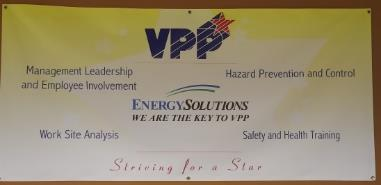 VPP
Management Leadership
and Employee Involvement
Hazard Prevention and Control
ENERGYSOLUTIONS
WE ARE THE KEY TO VPP
Work Site Analysis
Safety and Health Training
Striving for a Star